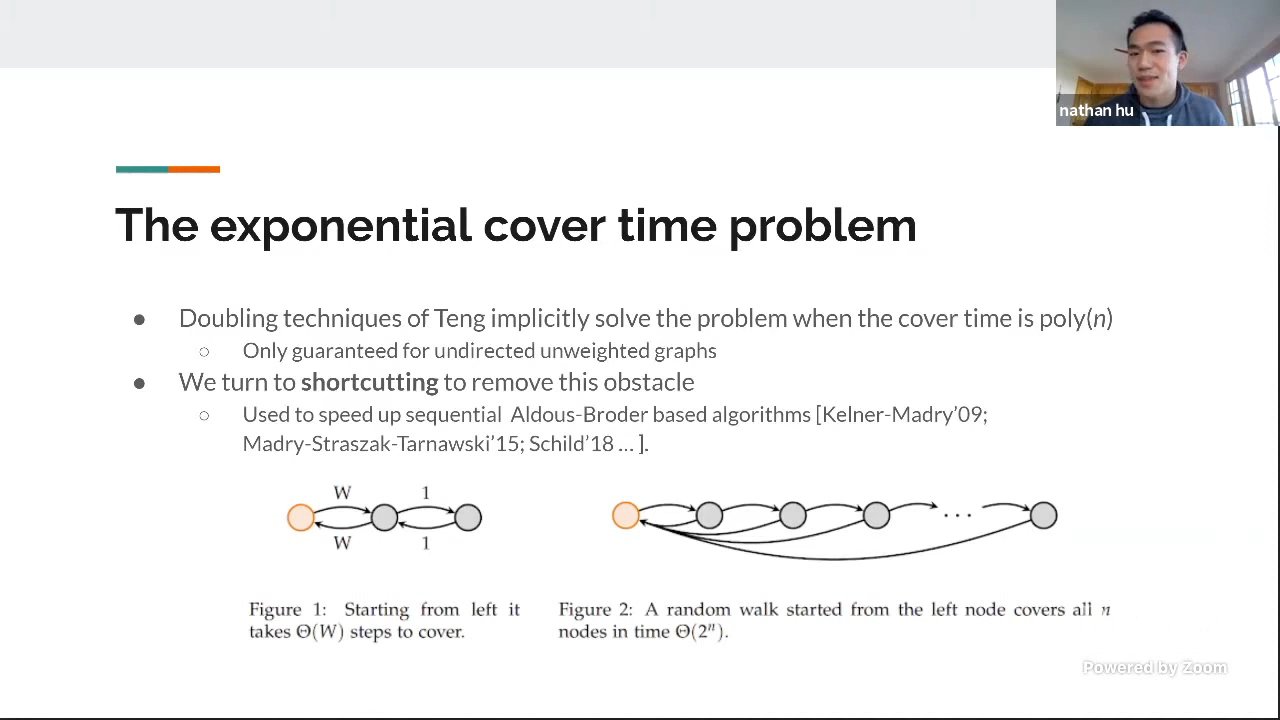 nathan hu
The exponential cover time problem
● Doubling techniques of Teng implicitly solve the problem when the cover time is poly(n)
○ Only guaranteed for undirected unweighted graphs
● We turn to shortcutting to remove this obstacle
○ Used to speed up sequential Aldous-Broder based algorithms [Kelner-Madry’09;
Madry-Straszak-Tarnawski’15; Schild’18 … ].
W 1
W 1
. . .
Figure 1: Starting from left it
takes Θ(W) steps to cover.
Figure 2: A random walk started from the left node covers all n
nodes in time Θ(2ⁿ).
Powered by Zoom